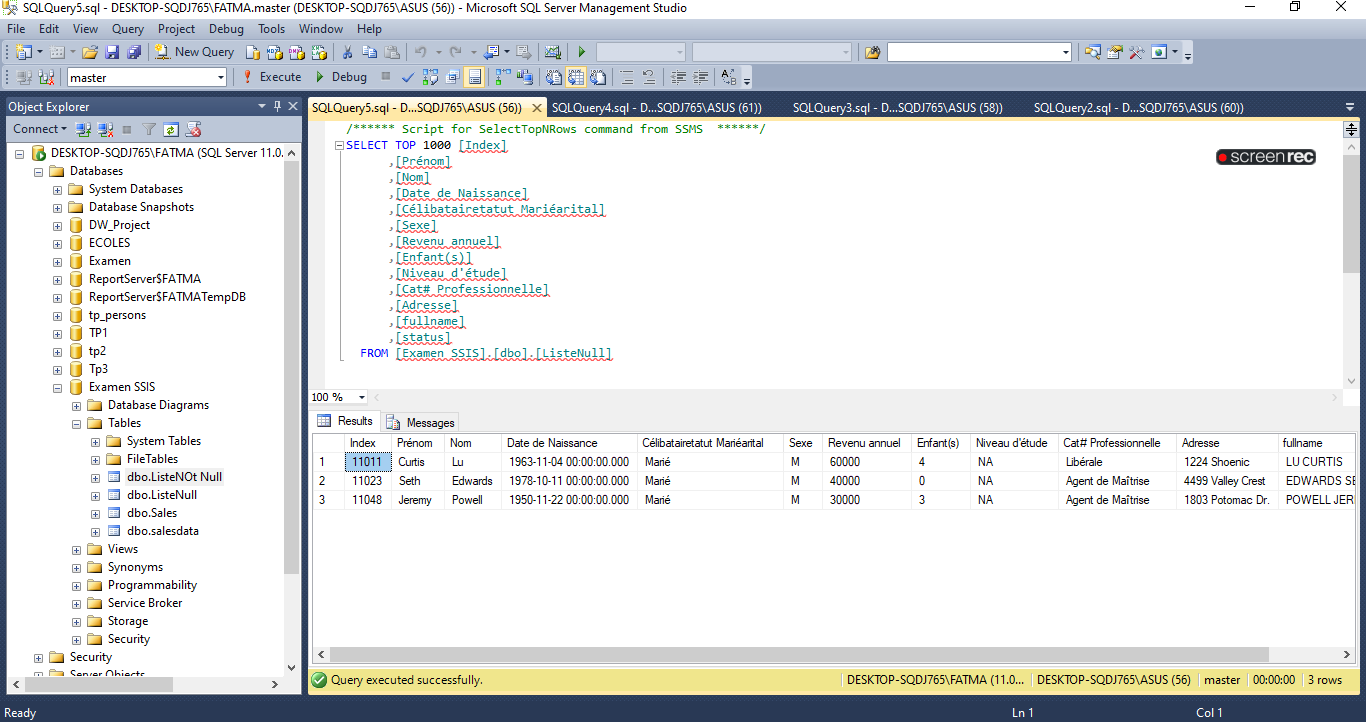 SQLQuery5.sql - DESKTOP-SQDJ765\FATMA.master (DESKTOP-SQDJ765\ASUS (56)) - Microsoft SQL Server Management Studio
File Edit View Query Project Debug Tools Window Help
New Query
master Execute Debug
Object Explorer
Connect
DESKTOP-SQDJ765\FATMA (SQL Server 11.0.
Databases
System Databases
Database Snapshots
DW_Project
ECOLES
Examen
ReportServer$FATMA
ReportServer$FATMATempDB
tp_persons
TP1
tp2
Tp3
Examen SSIS
Database Diagrams
Tables
System Tables
FileTables
dbo.ListeNOt Null
dbo.ListeNull
dbo.Sales
dbo.salesdata
Views
Synonyms
Programmability
Service Broker
Storage
Security
Security
Server Objects
SQLQuery5.sql - D...SQDJ765\ASUS (56)) SQLQuery4.sql - D...SQDJ765\ASUS (61)) SQLQuery3.sql - D...SQDJ765\ASUS (58)) SQLQuery2.sql - D...SQDJ765\ASUS (60))
/****** Script for SelectTopNRows command from SSMS ******/
SELECT TOP 1000 [Index]
,[Prénom]
,[Nom]
,[Date de Naissance]
,[Célibatairetatut Mariéarital]
,[Sexe]
,[Revenu annuel]
,[Enfant(s)]
,[Niveau d'étude]
,[Cat# Professionnelle]
,[Adresse]
,[fullname]
,[status]
FROM [Examen SSIS].[dbo].[ListeNull]
screenrec
100 %
Results Messages
Index Prénom Nom Date de Naissance Célibatairetatut Mariéarital Sexe Revenu annuel Enfant(s) Niveau d'étude Cat# Professionnelle Adresse fullname
1 11011 Curtis Lu 1963-11-04 00:00:00.000 Marié M 60000 4 NA Libérale 1224 Shoenic LU CURTIS
2 11023 Seth Edwards 1978-10-11 00:00:00.000 Marié M 40000 0 NA Agent de Maîtrise 4499 Valley Crest EDWARDS SE
3 11048 Jeremy Powell 1950-11-22 00:00:00.000 Marié M 30000 3 NA Agent de Maîtrise 1803 Potomac Dr. POWELL JER
Query executed successfully. DESKTOP-SQDJ765\FATMA (11.0... DESKTOP-SQDJ765\ASUS (56) master 00:00:00 3 rows
Ready Ln 1 Col 1